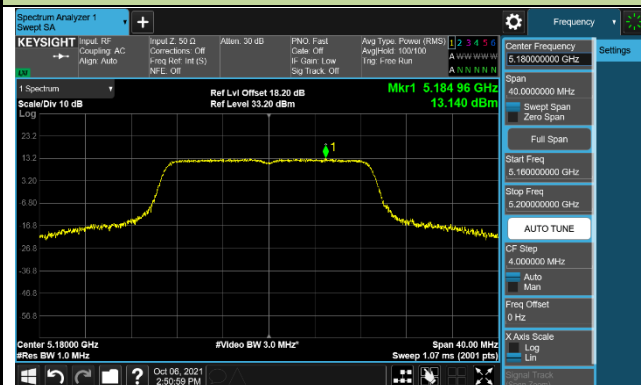 Spectrum Analyzer 1
Swept SA
Frequency
KEYSIGHT
Input: RF
Coupling: AC
Align: Auto
Input Z: 50 Ω
Corrections: Off
Freq Ref: Int (S)
NFE: Off
Atten: 30 dB
PNO: Fast
Gate: Off
IF Gain: Low
Sig Track: Off
Avg Type: Power (RMS)
Avg|Hold: 100/100
Trig: Free Run
1 2 3 4 5 6
A W W W W W
A N N N N N
LW
1 Spectrum
Scale/Div 10 dB
Log
Ref Lvl Offset 18.20 dB
Ref Level 33.20 dBm
Mkr1 5.184 96 GHz
13.140 dBm
23.2
13.2
3.20
-6.80
-16.8
-26.8
-36.8
-46.8
-56.8
1
Center 5.18000 GHz
#Res BW 1.0 MHz
#Video BW 3.0 MHz*
Span 40.00 MHz
Sweep 1.07 ms (2001 pts)
Oct 06, 2021
2:50:59 PM
Center Frequency
5.180000000 GHz
Span
40.0000000 MHz
Swept Span
Zero Span
Full Span
Start Freq
5.160000000 GHz
Stop Freq
5.200000000 GHz
AUTO TUNE
CF Step
4.000000 MHz
Auto
Man
Freq Offset
0 Hz
X Axis Scale
Log
Lin
Signal Track
(Span Zoom)
Settings